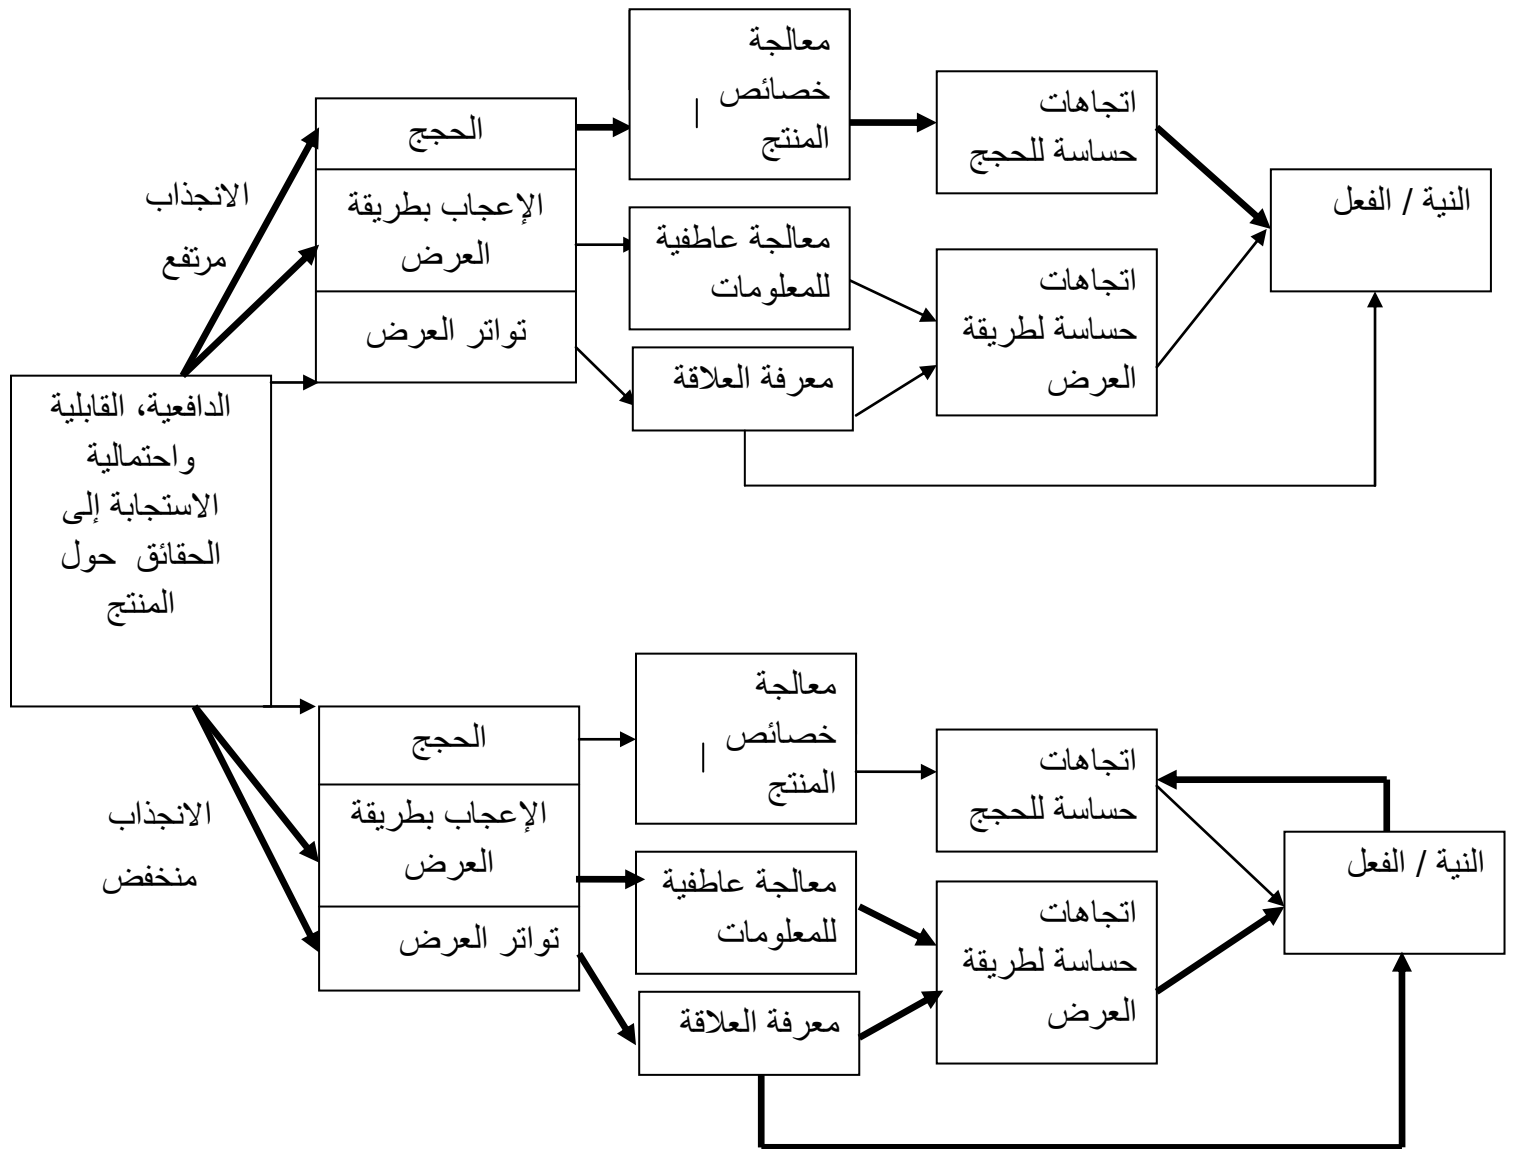 معالجة
خصائص
المنتج
اتجاهات
حساسة للحجج
الحجج
الانجذاب
مرتفع
الإعجاب بطريقة
العرض
النية / الفعل
معالجة عاطفية
للمعلومات
اتجاهات
حساسة لطريقة
العرض
تواتر العرض
معرفة العلاقة
الدافعية، القابلية
واحتمالية
الاستجابة إلى
الحقائق حول
المنتج
معالجة
خصائص
المنتج
الحجج
اتجاهات
حساسة للحجج
الانجذاب
منخفض
الإعجاب بطريقة
العرض
النية / الفعل
معالجة عاطفية
للمعلومات
اتجاهات
حساسة لطريقة
العرض
تواتر العرض
معرفة العلاقة